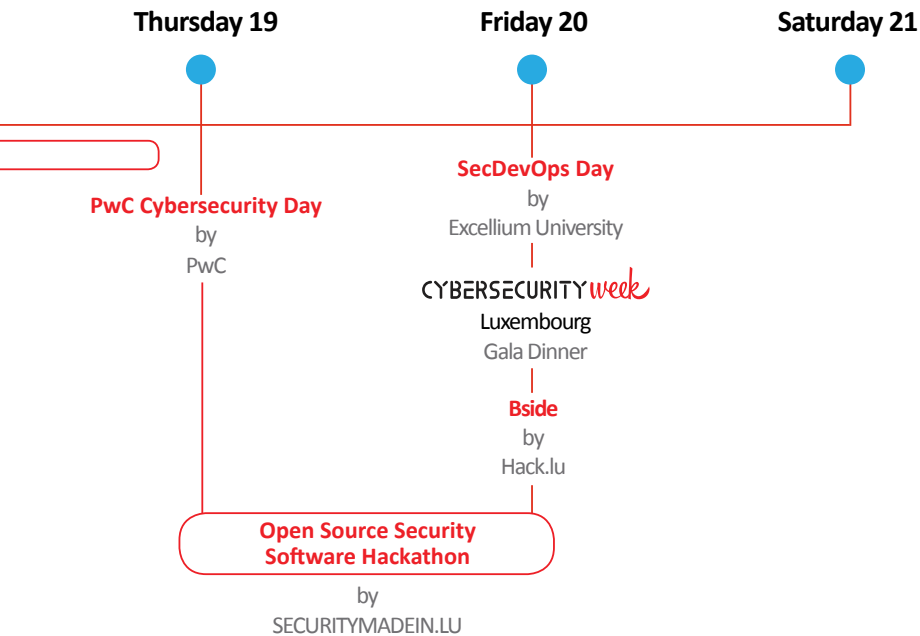 Thursday 19
Friday 20
Saturday 21
PwC Cybersecurity Day
by
PwC
SecDevOps Day
by
Excellium University
CYBERSECURITY week
Luxembourg
Gala Dinner
Bside
by
Hack.lu
Open Source Security
Software Hackathon
by
SECURITYMADEIN.LU